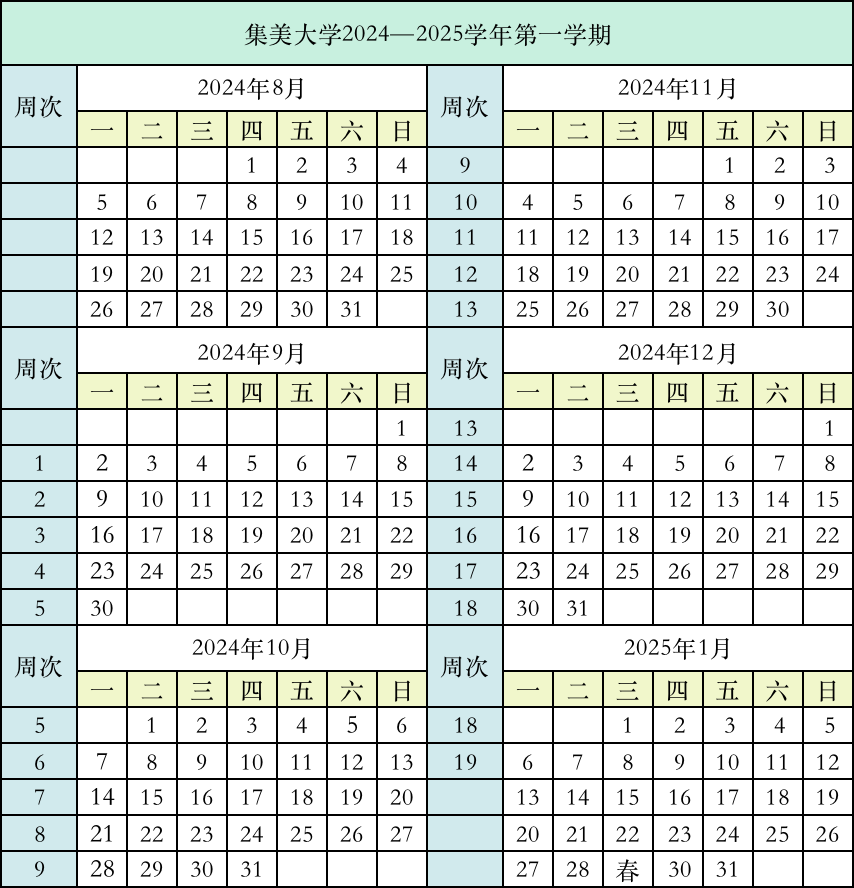 集美大学2024—2025学年第一学期
周次 2024年8月 周次 2024年11月
一 二 三 四 五 六 日 一 二 三 四 五 六 日
1 2 3 4 9 1 2 3
5 6 7 8 9 10 11 10 4 5 6 7 8 9 10
12 13 14 15 16 17 18 11 11 12 13 14 15 16 17
19 20 21 22 23 24 25 12 18 19 20 21 22 23 24
26 27 28 29 30 31 13 25 26 27 28 29 30
周次 2024年9月 周次 2024年12月
一 二 三 四 五 六 日 一 二 三 四 五 六 日
1 13 1
1 2 3 4 5 6 7 8 14 2 3 4 5 6 7 8
2 9 10 11 12 13 14 15 15 9 10 11 12 13 14 15
3 16 17 18 19 20 21 22 16 16 17 18 19 20 21 22
4 23 24 25 26 27 28 29 17 23 24 25 26 27 28 29
5 30 18 30 31
周次 2024年10月 周次 2025年1月
一 二 三 四 五 六 日 一 二 三 四 五 六 日
5 1 2 3 4 5 6 18 1 2 3 4 5
6 7 8 9 10 11 12 13 19 6 7 8 9 10 11 12
7 14 15 16 17 18 19 20 13 14 15 16 17 18 19
8 21 22 23 24 25 26 27 20 21 22 23 24 25 26
9 28 29 30 31 27 28 春 30 31